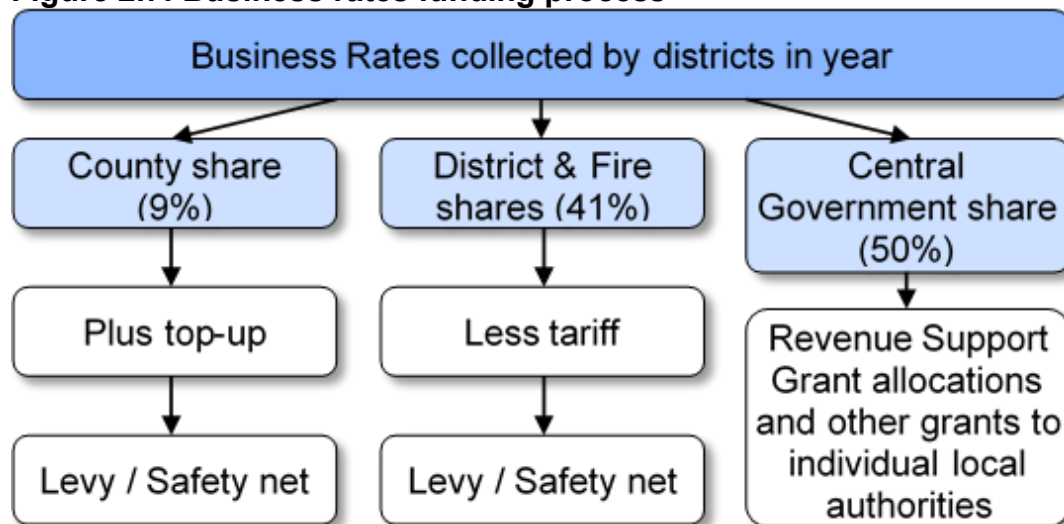 Business Rates collected by districts in year
County share
(9%)
District & Fire
shares (41%)
Central
Government share
(50%)
Plus top-up
Less tariff
Revenue Support
Grant allocations
and other grants to
individual local
authorities
Levy / Safety net
Levy / Safety net